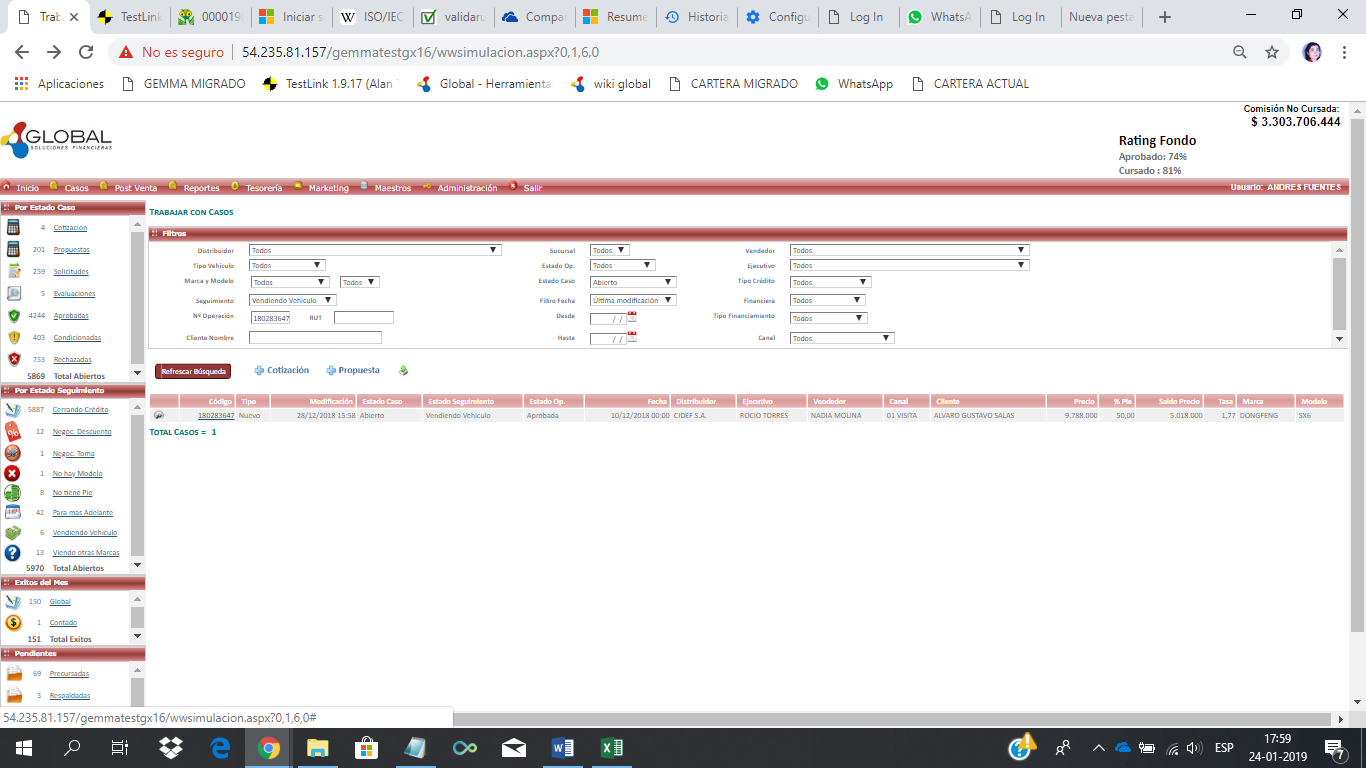 Trab
TestLink
000019
Iniciar s
ISO/IEC
validaru
Compar
Resume
Historia
Configu
Log In
WhatsA
Log In
Nueva pesta
No es seguro | 54.235.81.157/gemmatestgx16/wwsimulacion.aspx?0,1,6,0
Aplicaciones GEMMA MIGRADO TestLink 1.9.17 (Alan Global - Herramienta wiki global CARTERA MIGRADO WhatsApp CARTERA ACTUAL
GLOBAL
SOLUCIONES FINANCIERAS
Comisión No Cursada:
$ 3.303.706.444
Rating Fondo
Aprobado: 74%
Cursado : 81%
Inicio Casos Post Venta Reportes Tesorería Marketing Maestros Administración Salir Usuario: ANDRES FUENTES
Por Estado Caso
4 Cotizacion
201 Propuestas
259 Solicitudes
5 Evaluaciones
4244 Aprobadas
403 Condicionadas
753 Rechazadas
5869 Total Abiertos
Por Estado Seguimiento
5887 Cerrando Crédito
12 Negoc. Descuento
1 Negoc. Toma
1 No hay Modelo
8 No tiene Pie
42 Para mas Adelante
6 Vendiendo Vehiculo
13 Viendo otras Marcas
5970 Total Abiertos
Exitos del Mes
150 Global
1 Contado
151 Total Exitos
Pendientes
69 Precursadas
3 Respaldadas
TRABAJAR CON CASOS
Filtros
Distribuidor Todos Sucursal Todos Vendedor Todos
Tipo Vehículo Todos Estado Op. Todos Ejecutivo Todos
Marca y Modelo Todos Todos Estado Caso Abierto Tipo Crédito Todos
Seguimiento Vendiendo Vehiculo Filtro Fecha Última modificación Financiera Todos
Nº Operación 180283647 RUT Desde / / Tipo Financiamiento Todos
Cliente Nombre Hasta / / Canal Todos
Refrescar Búsqueda Cotización Propuesta
Código Tipo Modificación Estado Caso Estado Seguimiento Estado Op. Fecha Distribuidor Ejecutivo Vendedor Canal Cliente Precio % Pie Saldo Precio Tasa Marca Modelo
180283647 Nuevo 28/12/2018 15:58 Abierto Vendiendo Vehiculo Aprobada 10/12/2018 00:00 CIDEF S.A. ROCIO TORRES NADIA MOLINA 01 VISITA ALVARO GUSTAVO SALAS 9.788.000 50,00 5.018.000 1,77 DONGFENG SX6
TOTAL CASOS = 1
54.235.81.157/gemmatestgx16/wwsimulacion.aspx?0,1,6,0#
ESP
17:59
24-01-2019
7